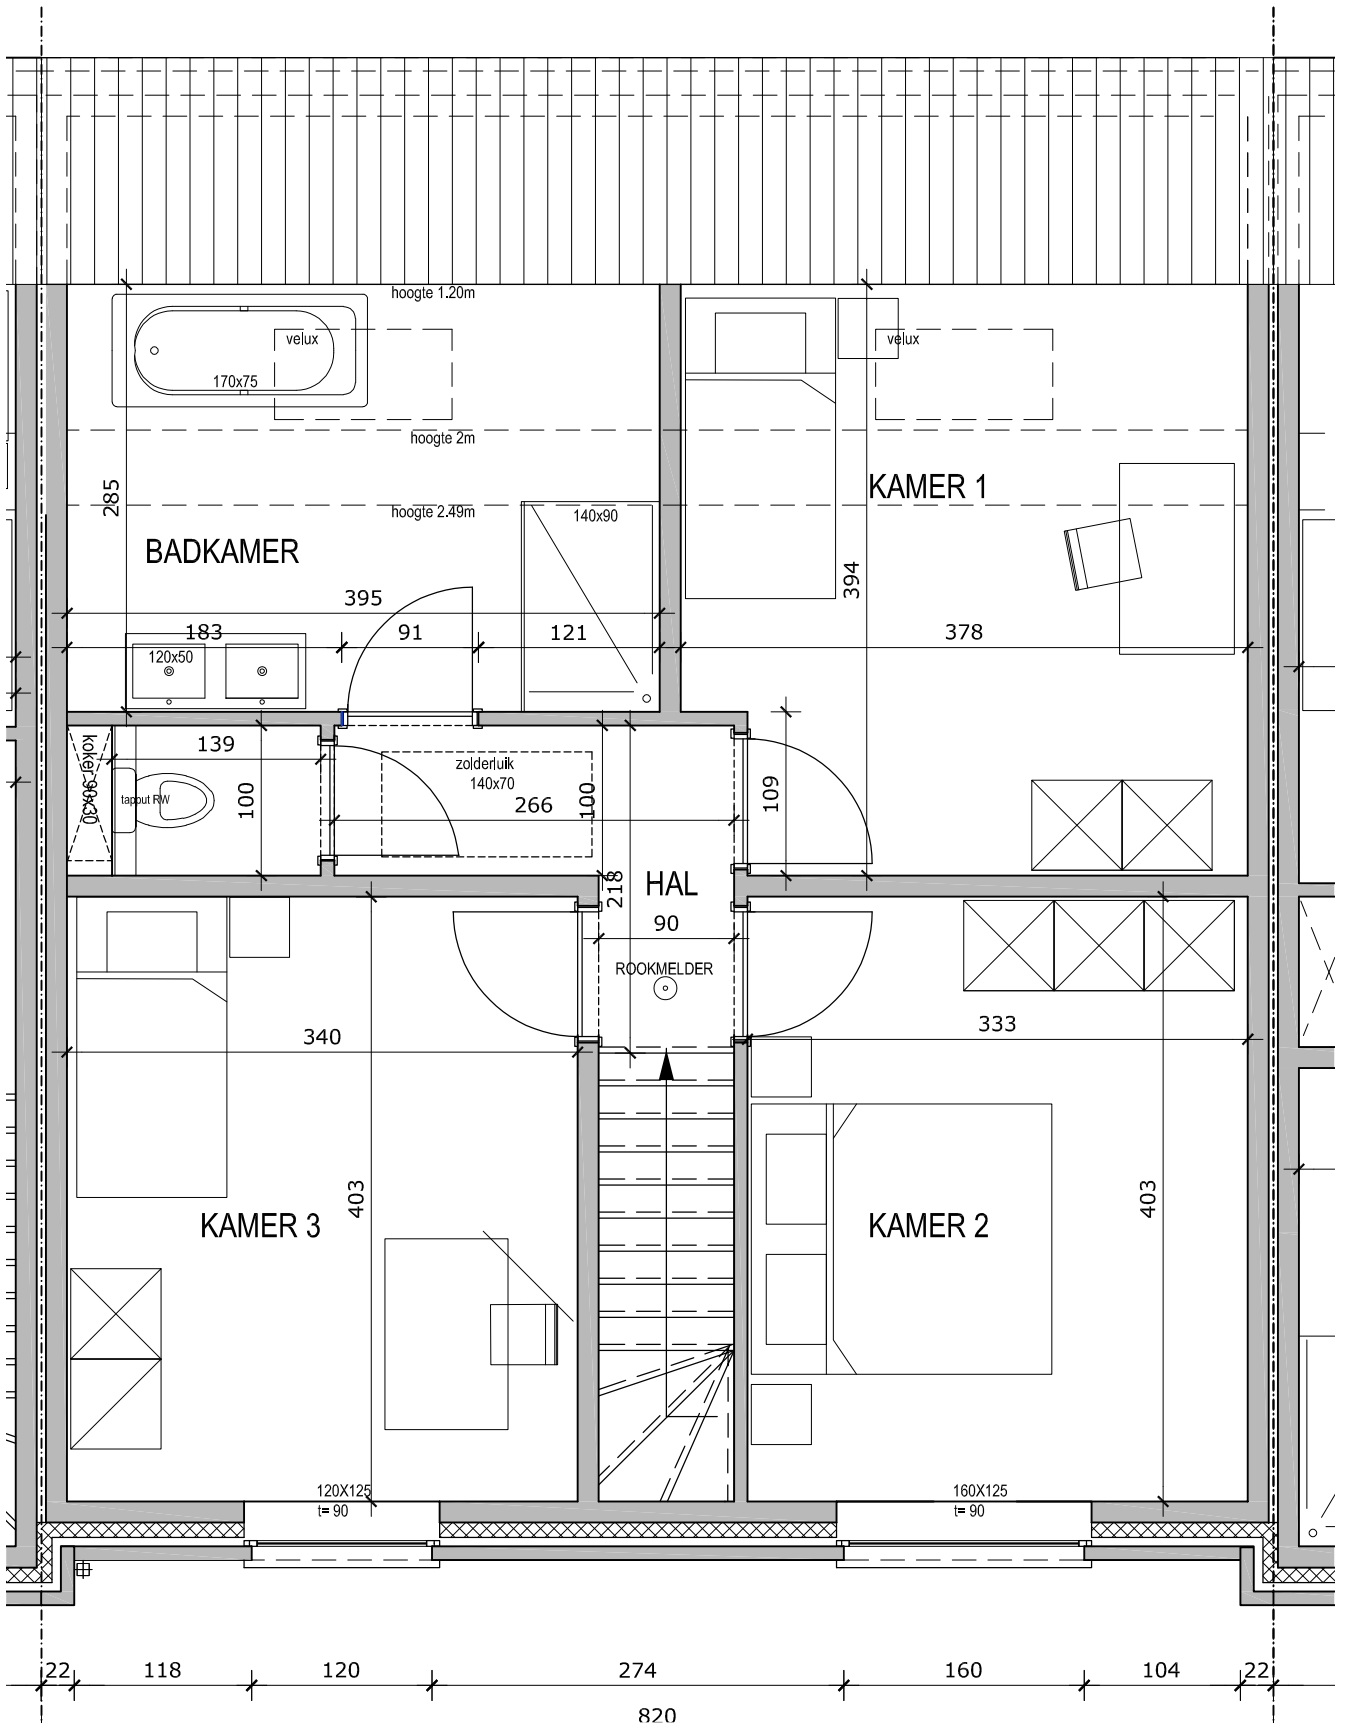 hoogte 1.20m
velux
velux
170x75
hoogte 2m
285
KAMER 1
hoogte 2.49m
140x90
BADKAMER
394
395
183
91
121
378
120x50
koker 90x30
139
zolderluik
140x70
tapput RW
100
266
100
109
218
HAL
90
ROOKMELDER
340
333
403
403
KAMER 3
KAMER 2
120X125
t= 90
160X125
t= 90
22
118
120
274
160
104
22
820